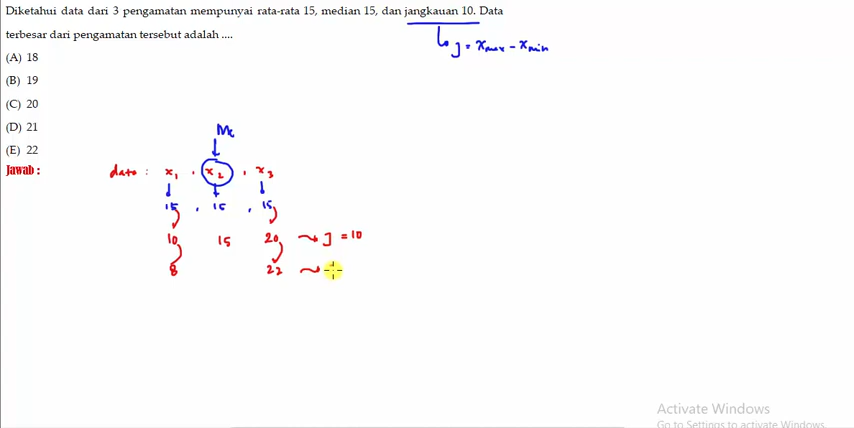 Diketahui data dari 3 pengamatan mempunyai rata-rata 15, median 15, dan jangkauan 10. Data
terbesar dari pengamatan tersebut adalah ....
J = xmax - xmin
(A) 18
(B) 19
(C) 20
(D) 21
(E) 22
Me
Jawab :
data : x1 , x2 , x3
15 , 15 , 15
10 15 20 → J = 10
8 22 →
Activate Windows
Go to Settings to activate Windows.